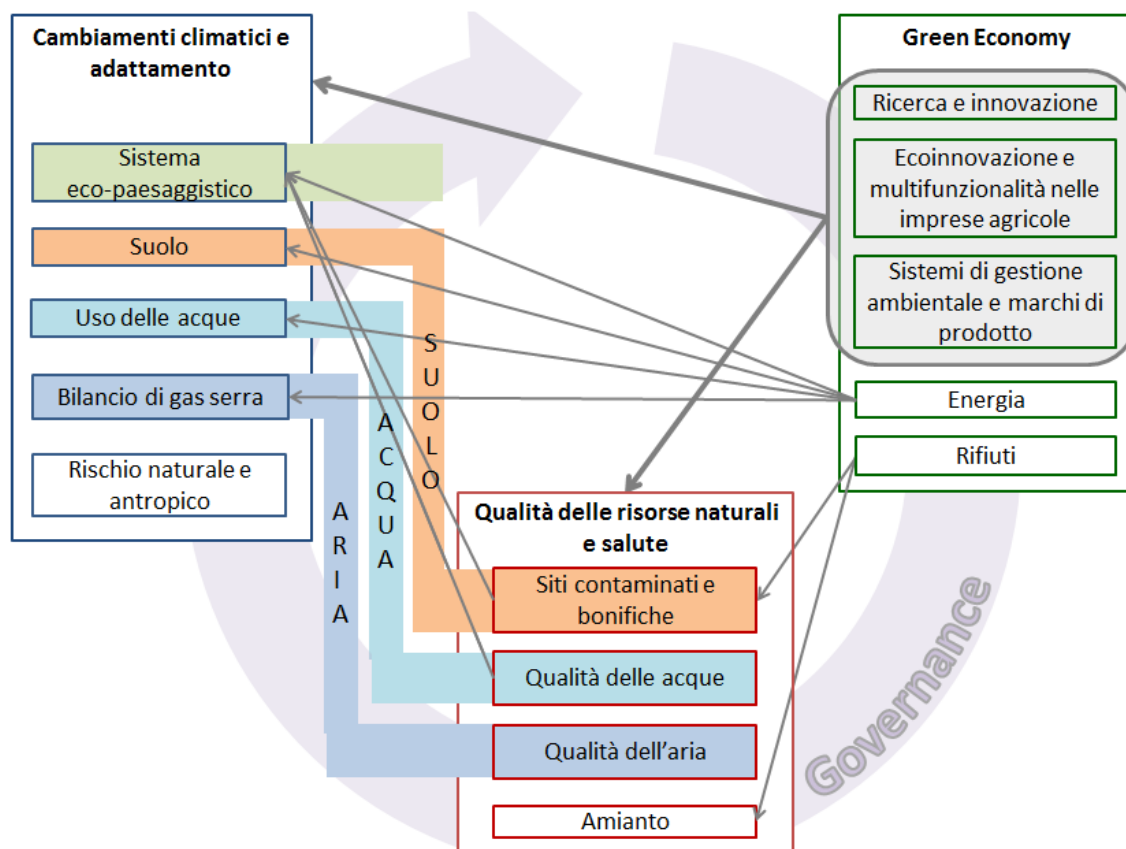 Cambiamenti climatici e
adattamento
Sistema
eco-paesaggistico
Suolo
Uso delle acque
Bilancio di gas serra
Rischio naturale e
antropico
ARIA
ACQUA
SUOLO
Qualità delle risorse naturali
e salute
Siti contaminati e
bonifiche
Qualità delle acque
Qualità dell'aria
Amianto
Green Economy
Ricerca e innovazione
Ecoinnovazione e
multifunzionalità nelle
imprese agricole
Sistemi di gestione
ambientale e marchi di
prodotto
Energia
Rifiuti
Governance